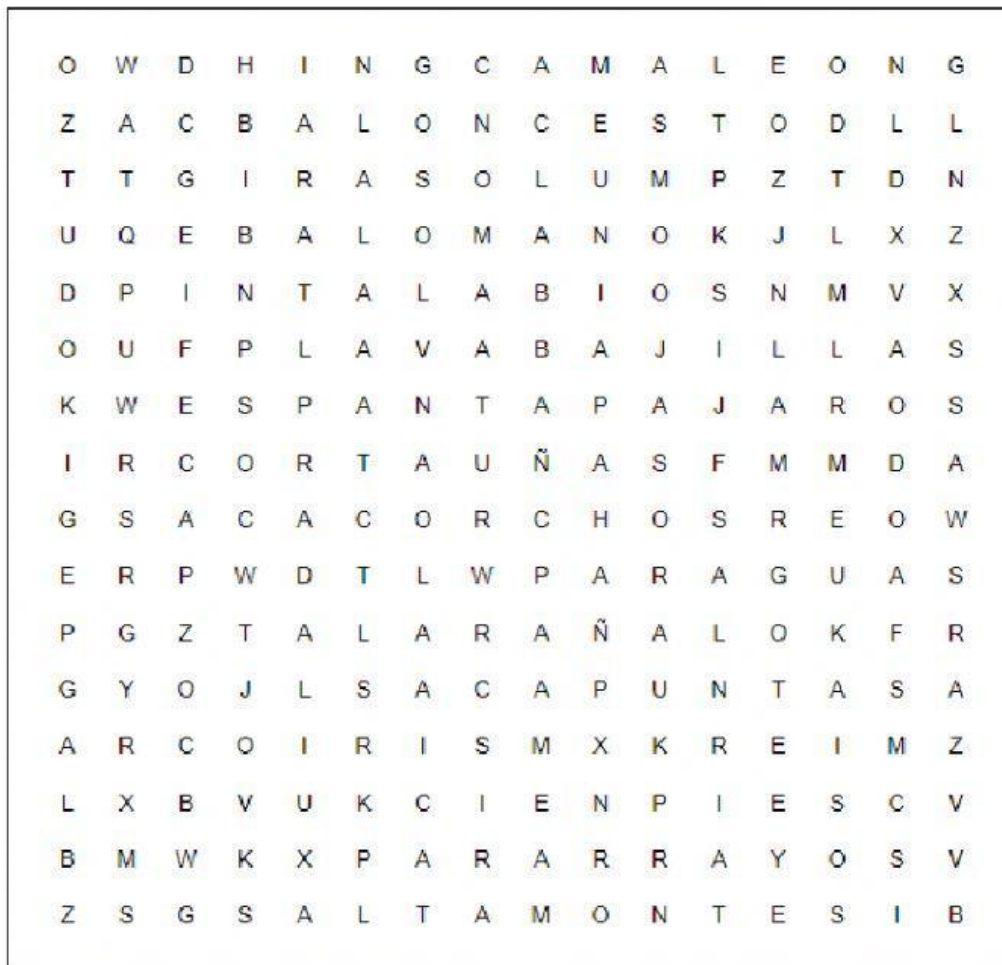 O W D H I N G C A M A L E O N G
Z A C B A L O N C E S T O D L L
T T G I R A S O L U M P Z T D N
U Q E B A L O M A N O K J L X Z
D P I N T A L A B I O S N M V X
O U F P L A V A B A J I L L A S
K W E S P A N T A P A J A R O S
I R C O R T A U Ñ A S F M M D A
G S A C A C O R C H O S R E O W
E R P W D T L W P A R A G U A S
P G Z T A L A R A Ñ A L O K F R
G Y O J L S A C A P U N T A S A
A R C O I R I S M X K R E I M Z
L X B V U K C I E N P I E S C V
B M W K X P A R A R R A Y O S V
Z S G S A L T A M O N T E S I B